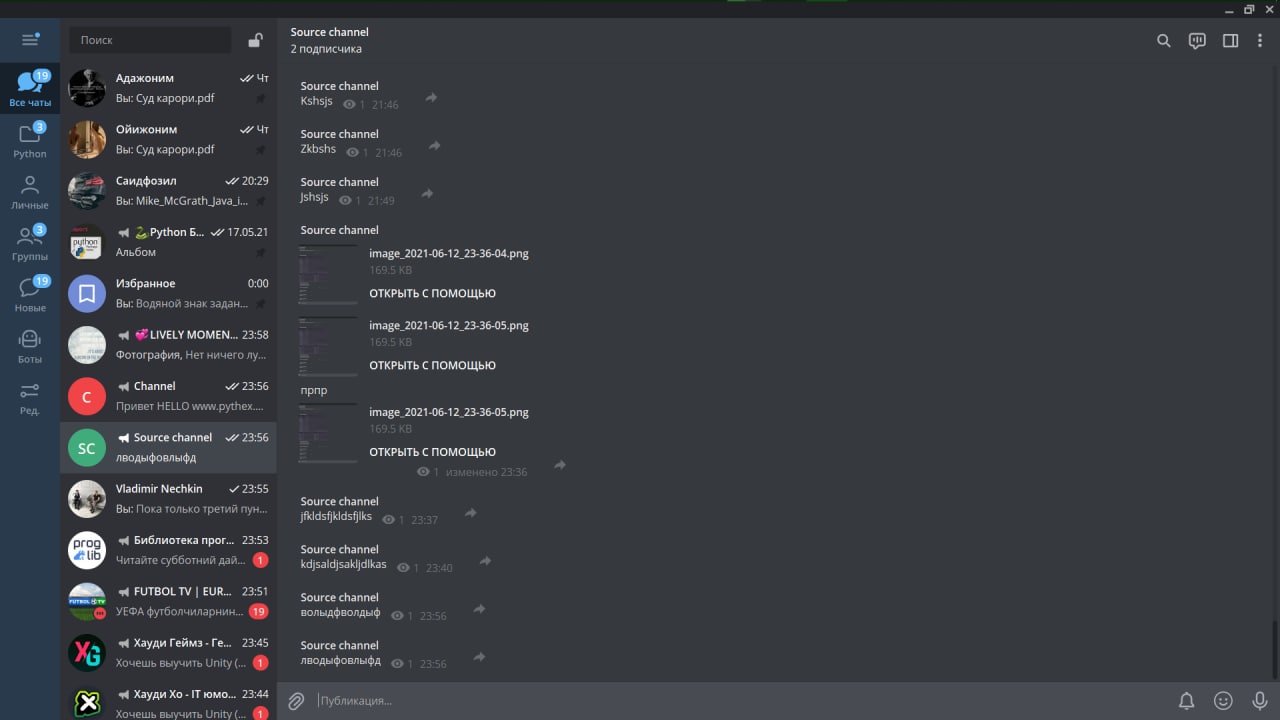 Поиск
Source channel
2 подписчика
19
Все чаты
3
Python
Личные
3
Группы
19
Новые
Боты
Ред.
Адажоним
Чт
Вы: Суд карори.pdf
Ойижоним
Чт
Вы: Суд карори.pdf
Саидфозил
20:29
Вы: Mike_McGrath_Java_i...
Python Б...
17.05.21
Альбом
python
Избранное
0:00
Вы: Водяной знак задан...
LIVELY MOMEN...
23:58
Фотография, Нет ничего лу...
C
Channel
23:56
Привет HELLO www.pythex....
SC
Source channel
23:56
лводыфовлыфд
Vladimir Nechkin
23:55
Вы: Пока только третий пун...
prog
lib
Библиотека прог...
23:53
Читайте субботний дай...
1
FUTBOL TV
FUTBOL TV | EUR...
23:51
УЕФА футболчиларнин...
19
XG
Хауди Геймз - Ге...
23:45
Хочешь выучить Unity (...
1
X
Хауди Хо - IT юмо...
23:44
Хочешь выучить Unity (...
1
Source channel
Kshsjs 1 21:46
Source channel
Zkbshs 1 21:46
Source channel
Jshsjs 1 21:49
Source channel
image_2021-06-12_23-36-04.png
169.5 KB
ОТКРЫТЬ С ПОМОЩЬЮ
image_2021-06-12_23-36-05.png
169.5 KB
ОТКРЫТЬ С ПОМОЩЬЮ
прпр
image_2021-06-12_23-36-05.png
169.5 KB
ОТКРЫТЬ С ПОМОЩЬЮ
1 изменено 23:36
Source channel
jfkldsfjkldsfjlks 1 23:37
Source channel
kdjsaldjsakljdlkas 1 23:40
Source channel
волыдфволдыф 1 23:56
Source channel
лводыфовлыфд 1 23:56
Публикация...